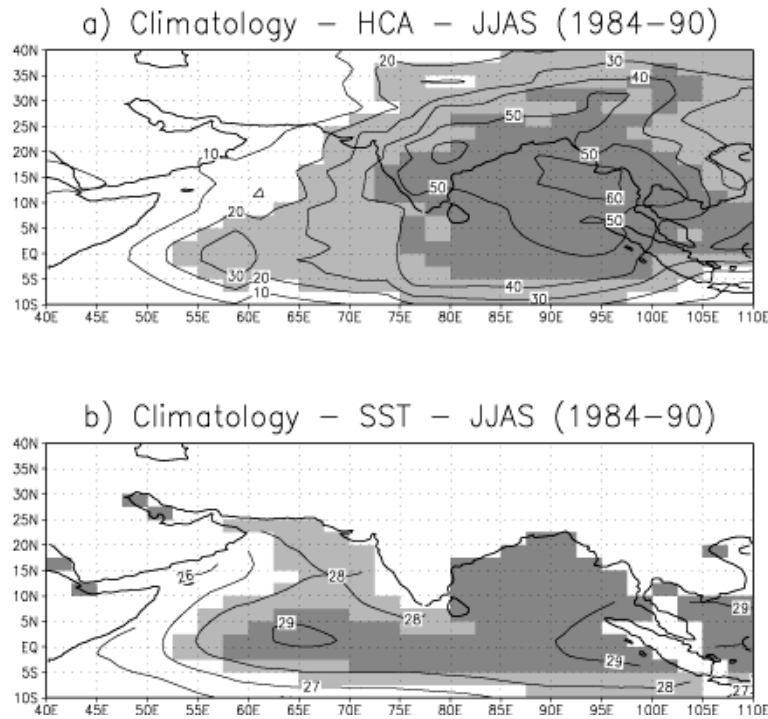 a) Climatology – HCA – JJAS (1984–90)
40N
20
30
35N
40
30N
25N
50
20N
10
50
15N
50
60
10N
20
50
5N
EQ
5S
30
20
40
10
30
10S
40E 45E 50E 55E 60E 65E 70E 75E 80E 85E 90E 95E 100E 105E 110E
b) Climatology – SST – JJAS (1984–90)
40N
35N
30N
25N
20N
15N
26
28
10N
29
5N
28
29
EQ
29
5S
27
28
27
10S
40E 45E 50E 55E 60E 65E 70E 75E 80E 85E 90E 95E 100E 105E 110E